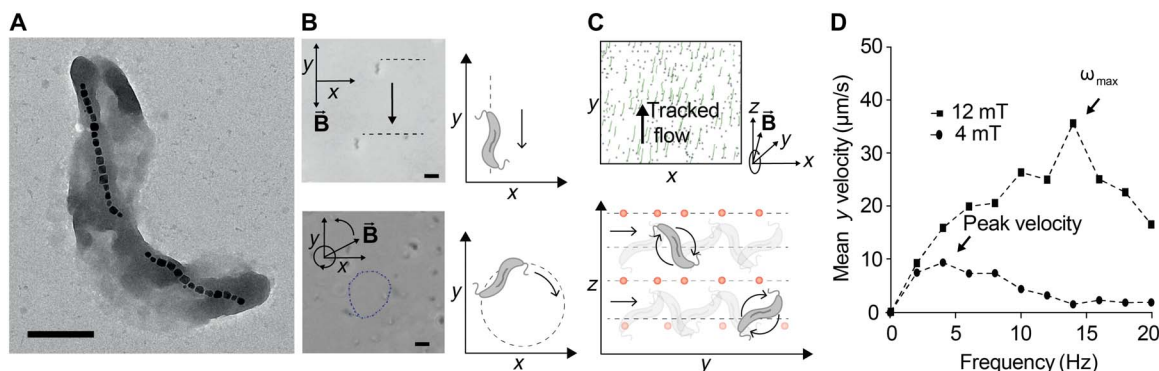 A
B
y
x
B
y
x
y
B
x
y
x
C
y
x
Tracked
flow
z
B
y
x
z
y
D
Mean y velocity (µm/s)
50
40
30
20
10
0
0
5
10
15
20
Frequency (Hz)
ωmax
12 mT
4 mT
Peak velocity